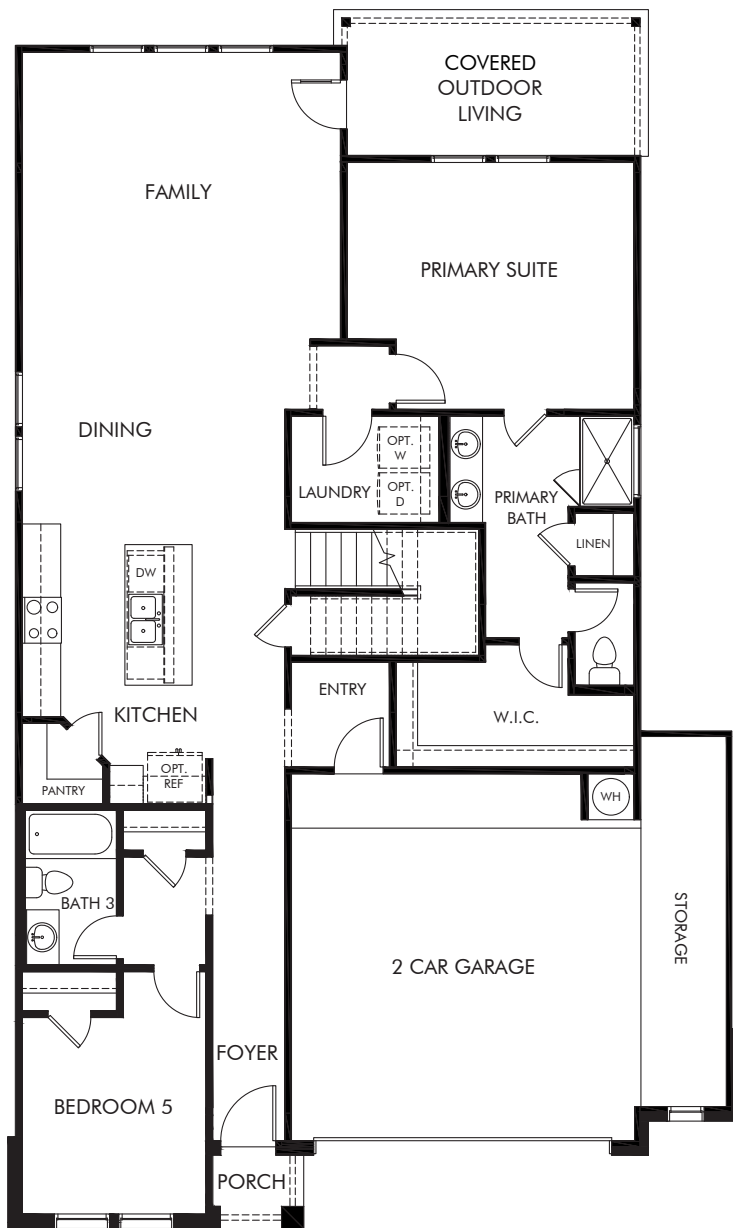 COVERED
OUTDOOR
LIVING
FAMILY
PRIMARY SUITE
DINING
OPT.
W
LAUNDRY
OPT.
D
PRIMARY
BATH
LINEN
DW
ENTRY
KITCHEN
W.I.C.
OPT.
REF
PANTRY
WH
BATH 3
STORAGE
2 CAR GARAGE
FOYER
BEDROOM 5
PORCH